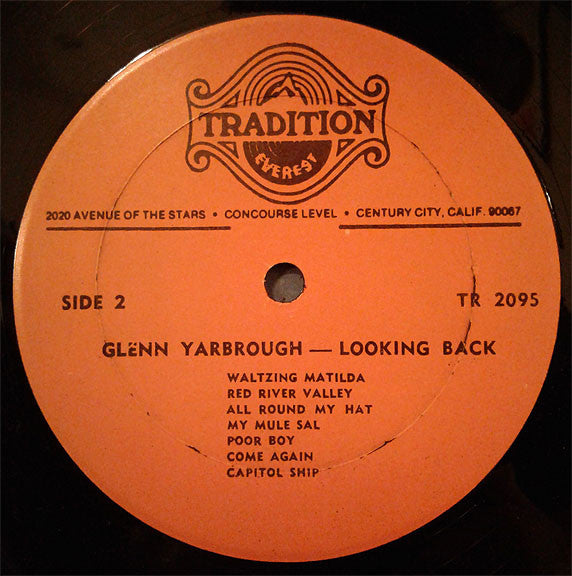 TRADITION
EVEREST
2020 AVENUE OF THE STARS • CONCOURSE LEVEL • CENTURY CITY, CALIF. 90067
SIDE 2
TR 2095
GLENN YARBROUGH — LOOKING BACK
WALTZING MATILDA
RED RIVER VALLEY
ALL ROUND MY HAT
MY MULE SAL
POOR BOY
COME AGAIN
CAPITOL SHIP